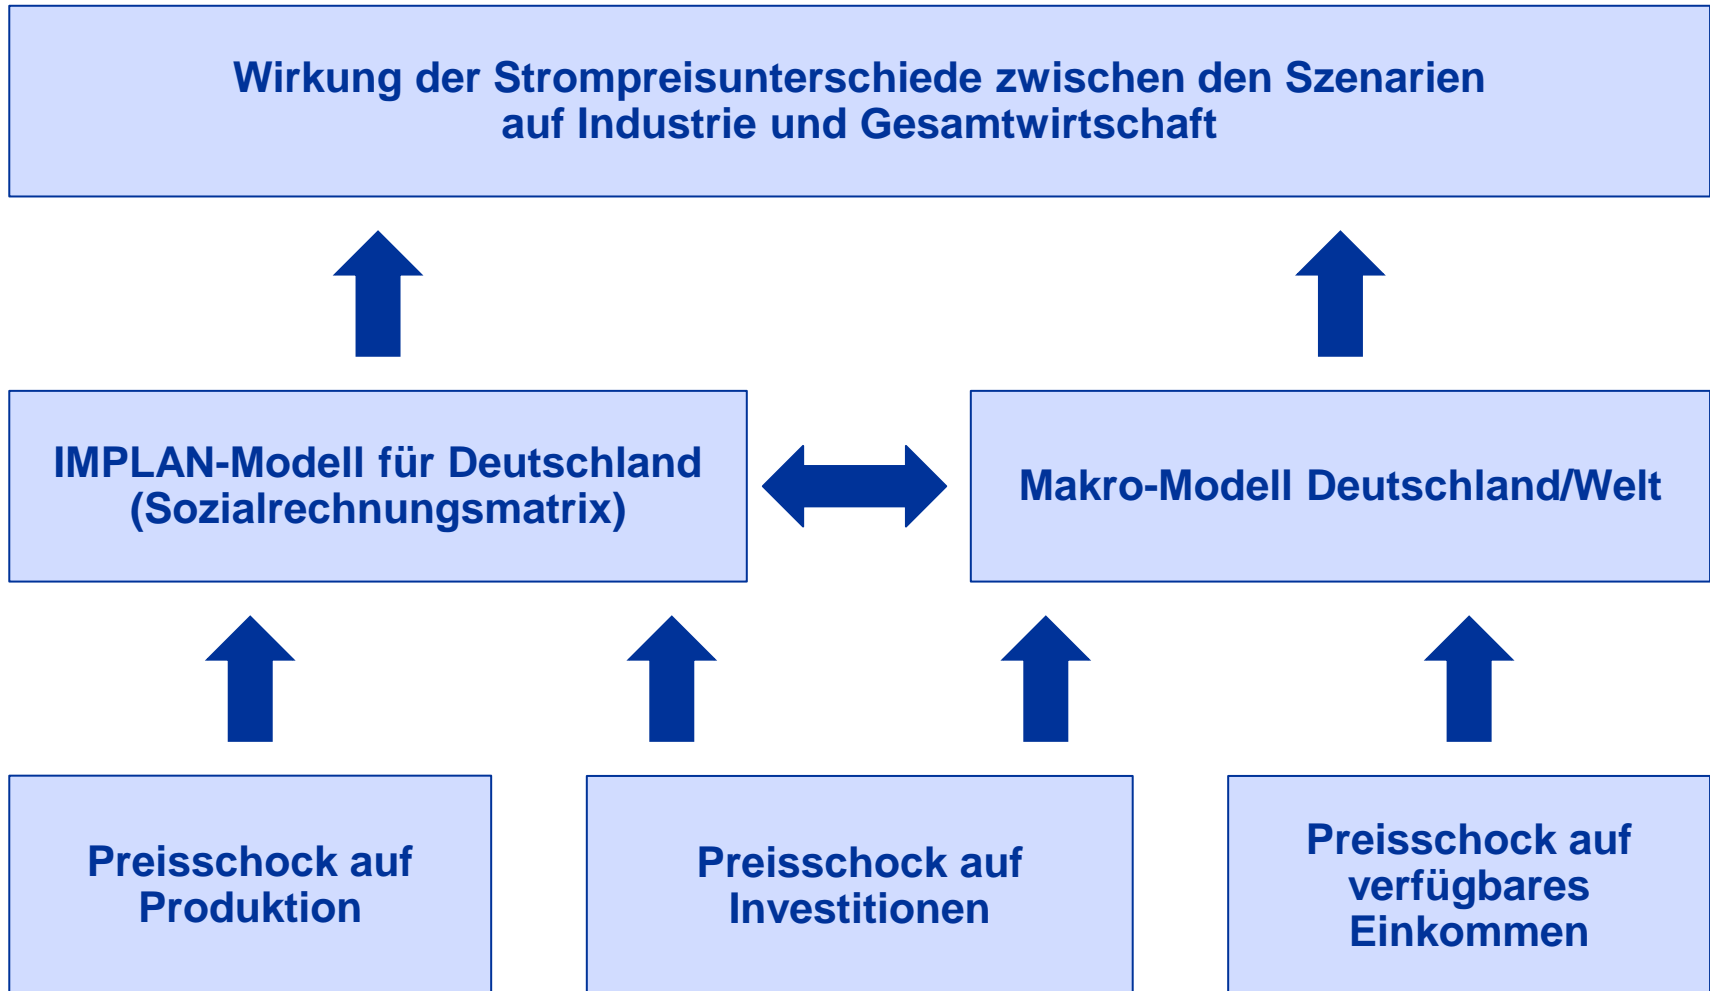 Wirkung der Strompreisunterschiede zwischen den Szenarien
auf Industrie und Gesamtwirtschaft
IMPLAN-Modell für Deutschland
(Sozialrechnungsmatrix)
Makro-Modell Deutschland/Welt
Preisschock auf
Produktion
Preisschock auf
Investitionen
Preisschock auf
verfügbares
Einkommen